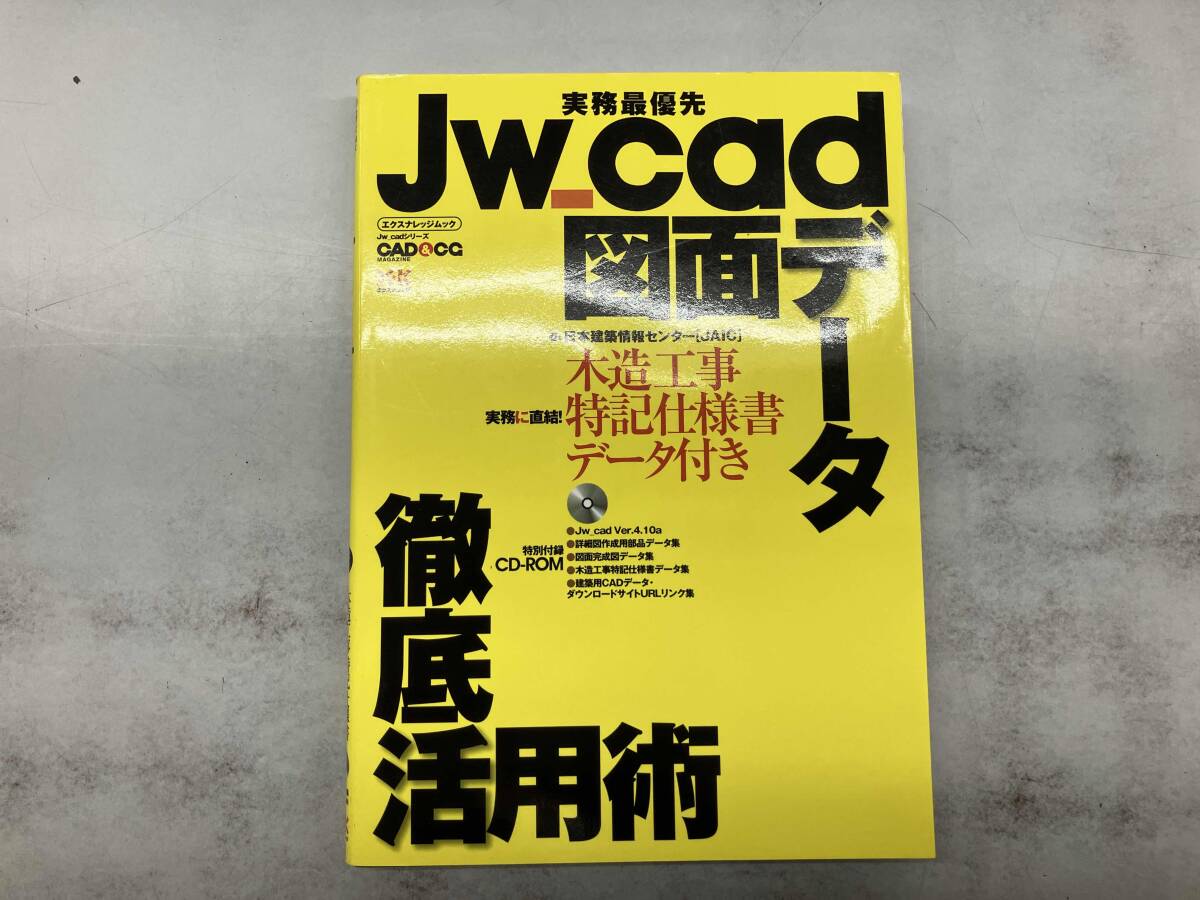 実務最優先
Jw_cad
図面データ
エクスナレッジムック
Jw_cadシリーズ
CAD&CG
MAGAZINE
日本建築情報センター[JAIC]
木造工事
実務に直結!
特記仕様書
データ付き
特別付録
CD-ROM
●Jw_cad Ver.4.10a
●詳細図作成用部品データ集
●図面完成図データ集
●木造工事特記仕様書データ集
●建築用CADデータ・
ダウンロードサイトURLリンク集
徹底
活用術